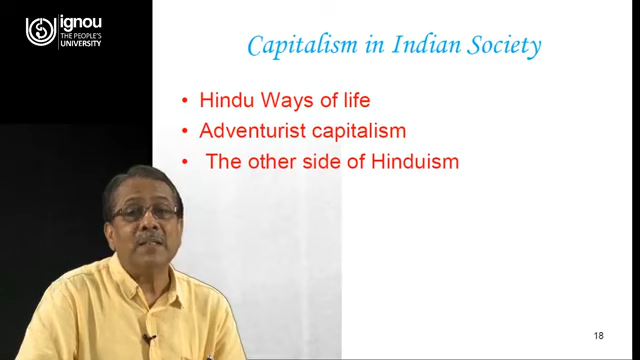 ignou
THE PEOPLE'S
UNIVERSITY
Capitalism in Indian Society
• Hindu Ways of life
• Adventurist capitalism
• The other side of Hinduism
18